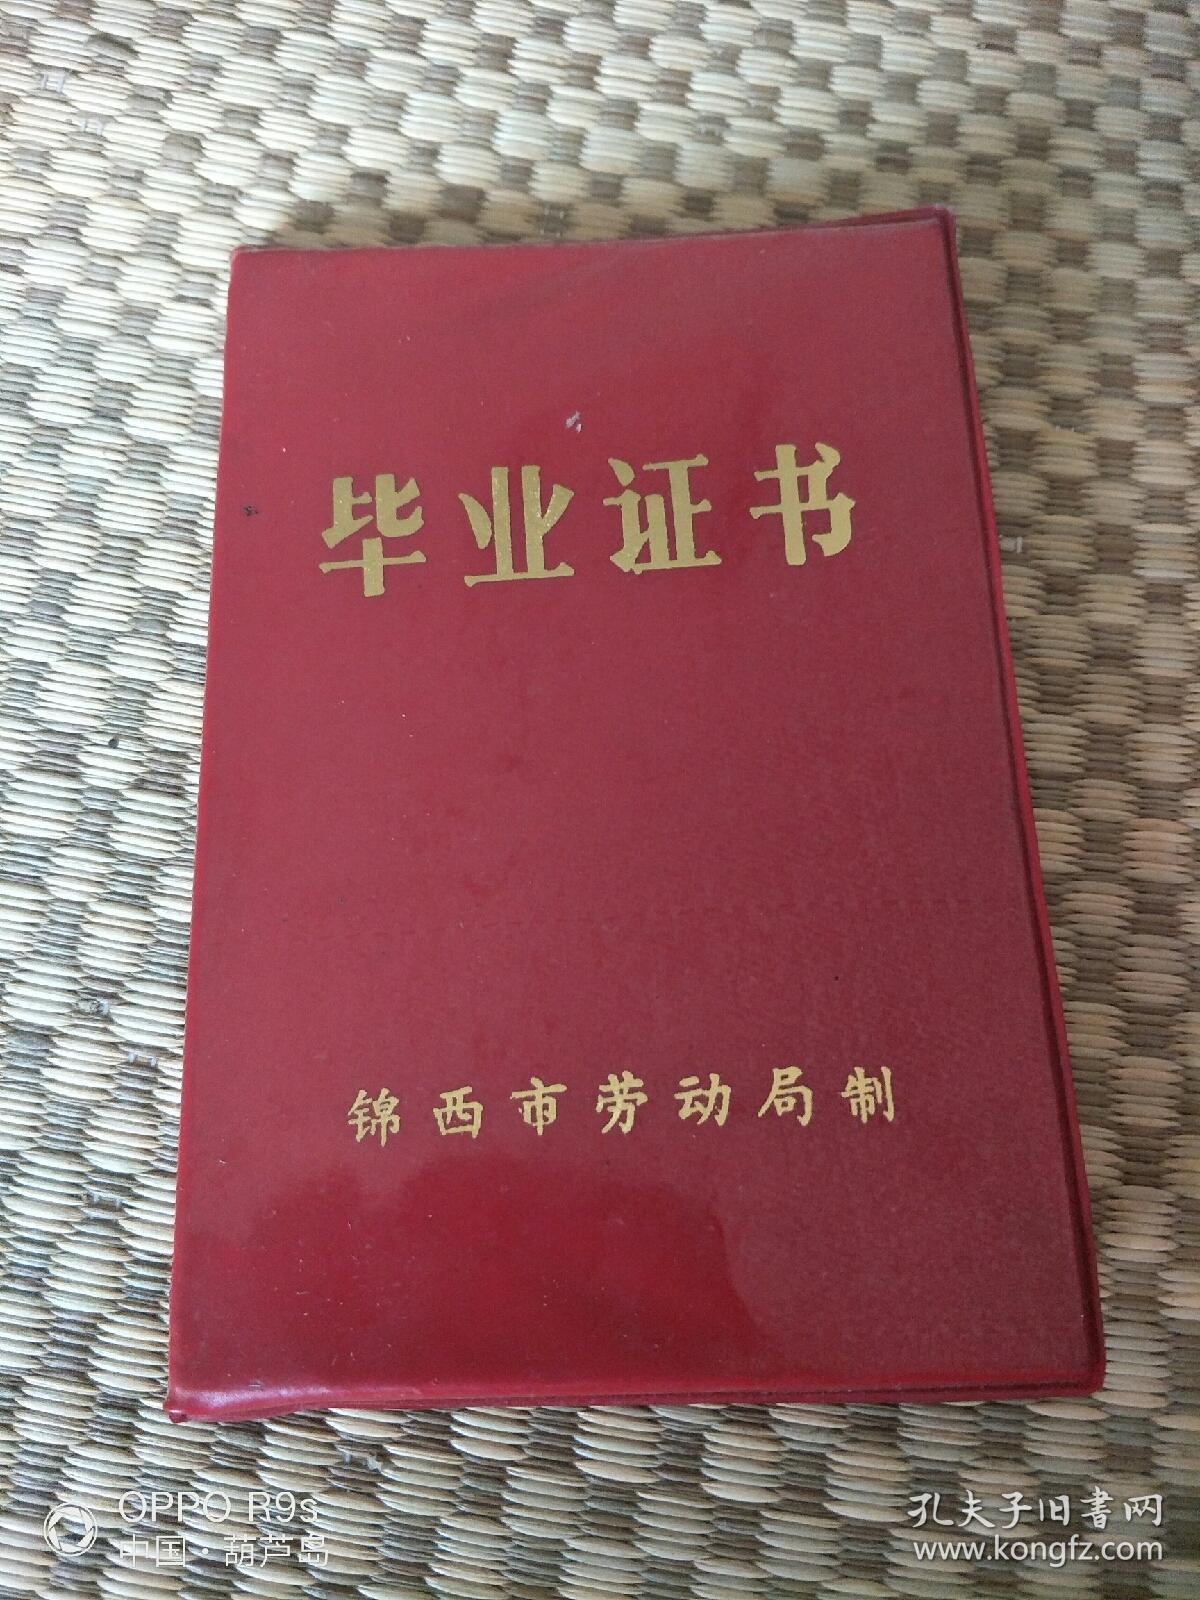 毕业证书
锦西市劳动局制
OPPO R9s
中国·葫芦岛
孔夫子旧書网
www.kongfz.com